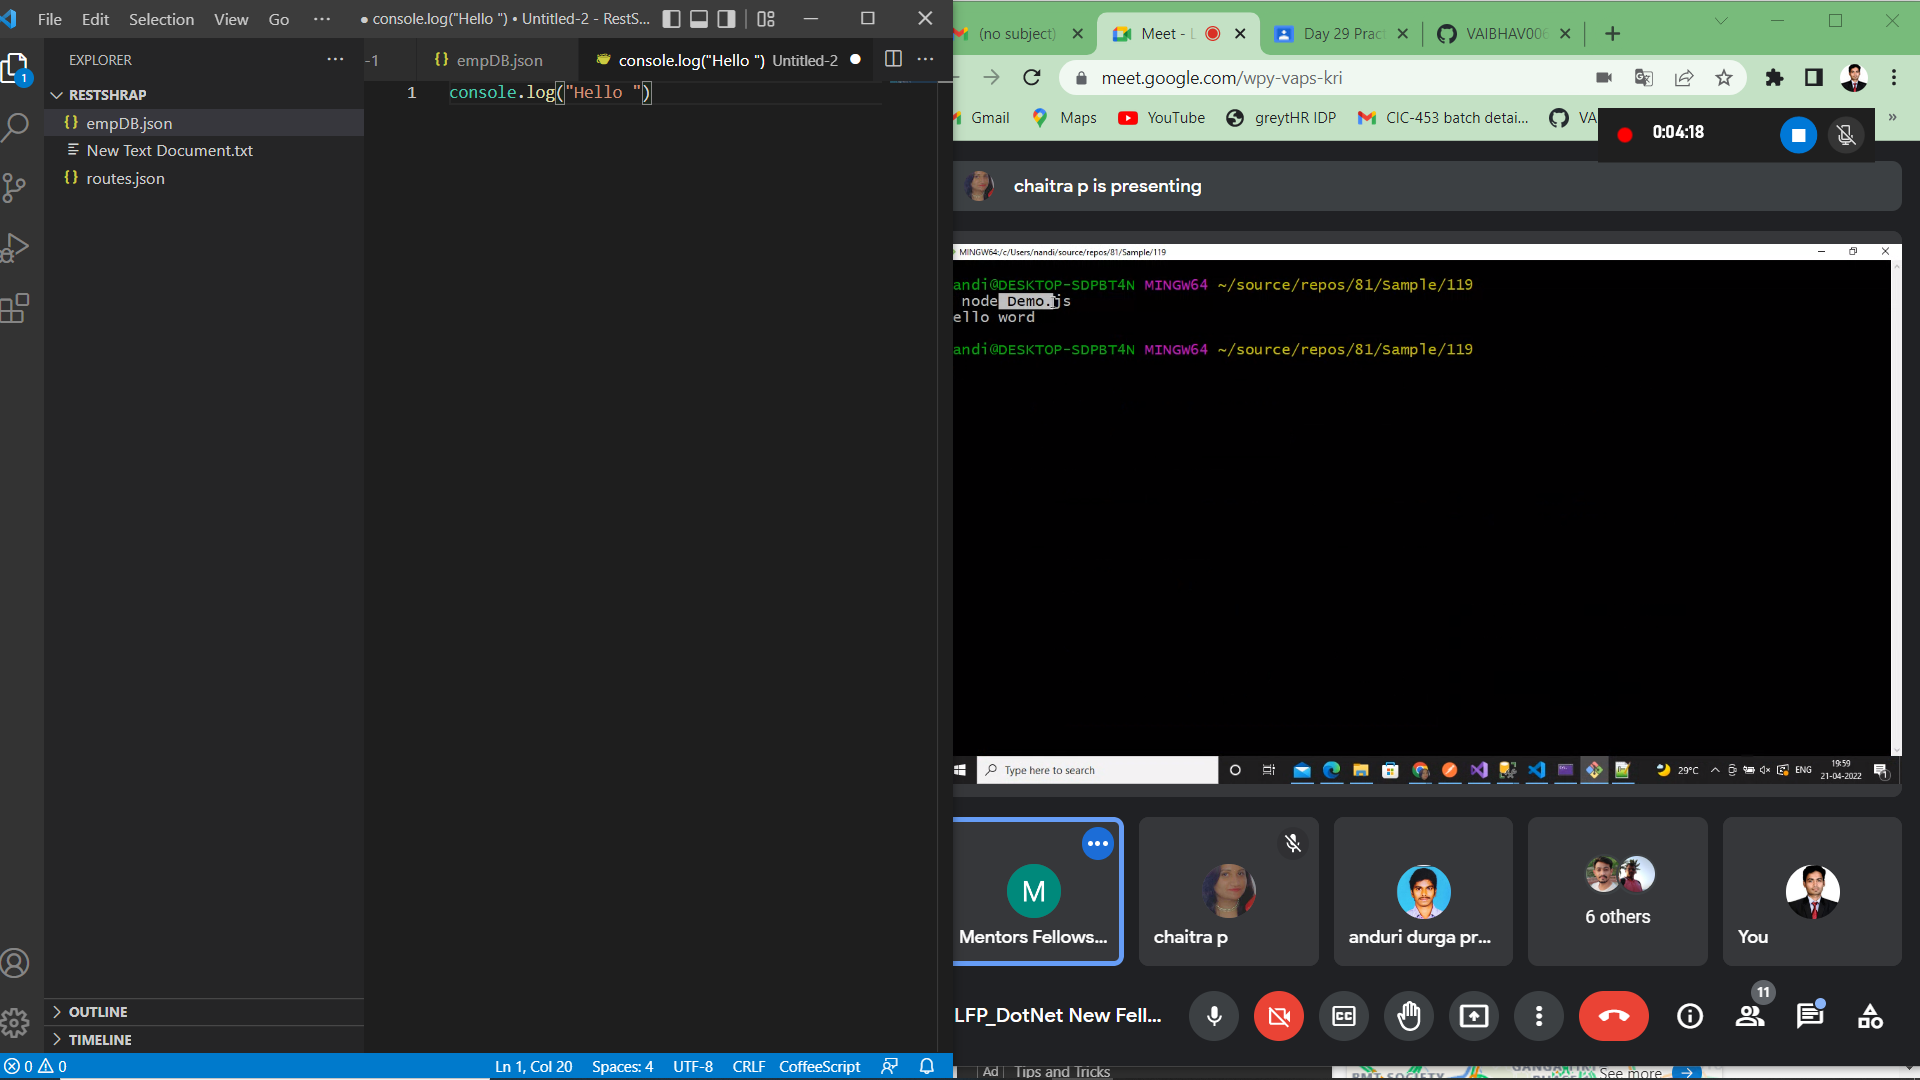 File Edit Selection View Go ··· ● console.log("Hello ") • Untitled-2 - RestS...
EXPLORER
RESTSHRAP
{} empDB.json
New Text Document.txt
{} routes.json
OUTLINE
TIMELINE
1
-1 {} empDB.json console.log("Hello ") Untitled-2 ●
1 console.log("Hello ")
0 0 Ln 1, Col 20 Spaces: 4 UTF-8 CRLF CoffeeScript
(no subject) Meet - L Day 29 Prac VAIBHAV006
meet.google.com/wpy-vaps-kri
Gmail Maps YouTube greytHR IDP CIC-453 batch detai... VA »
0:04:18
chaitra p is presenting
MINGW64:/c/Users/nandi/source/repos/81/Sample/119
andi@DESKTOP-SDPBT4N MINGW64 ~/source/repos/81/Sample/119
node Demo.js
ello word
andi@DESKTOP-SDPBT4N MINGW64 ~/source/repos/81/Sample/119
Type here to search 29°C ENG 19:59
21-04-2022
1
M
Mentors Fellows...
chaitra p
anduri durga pr...
6 others
You
LFP_DotNet New Fell...
CC
11
Ad Tips and Tricks
See more